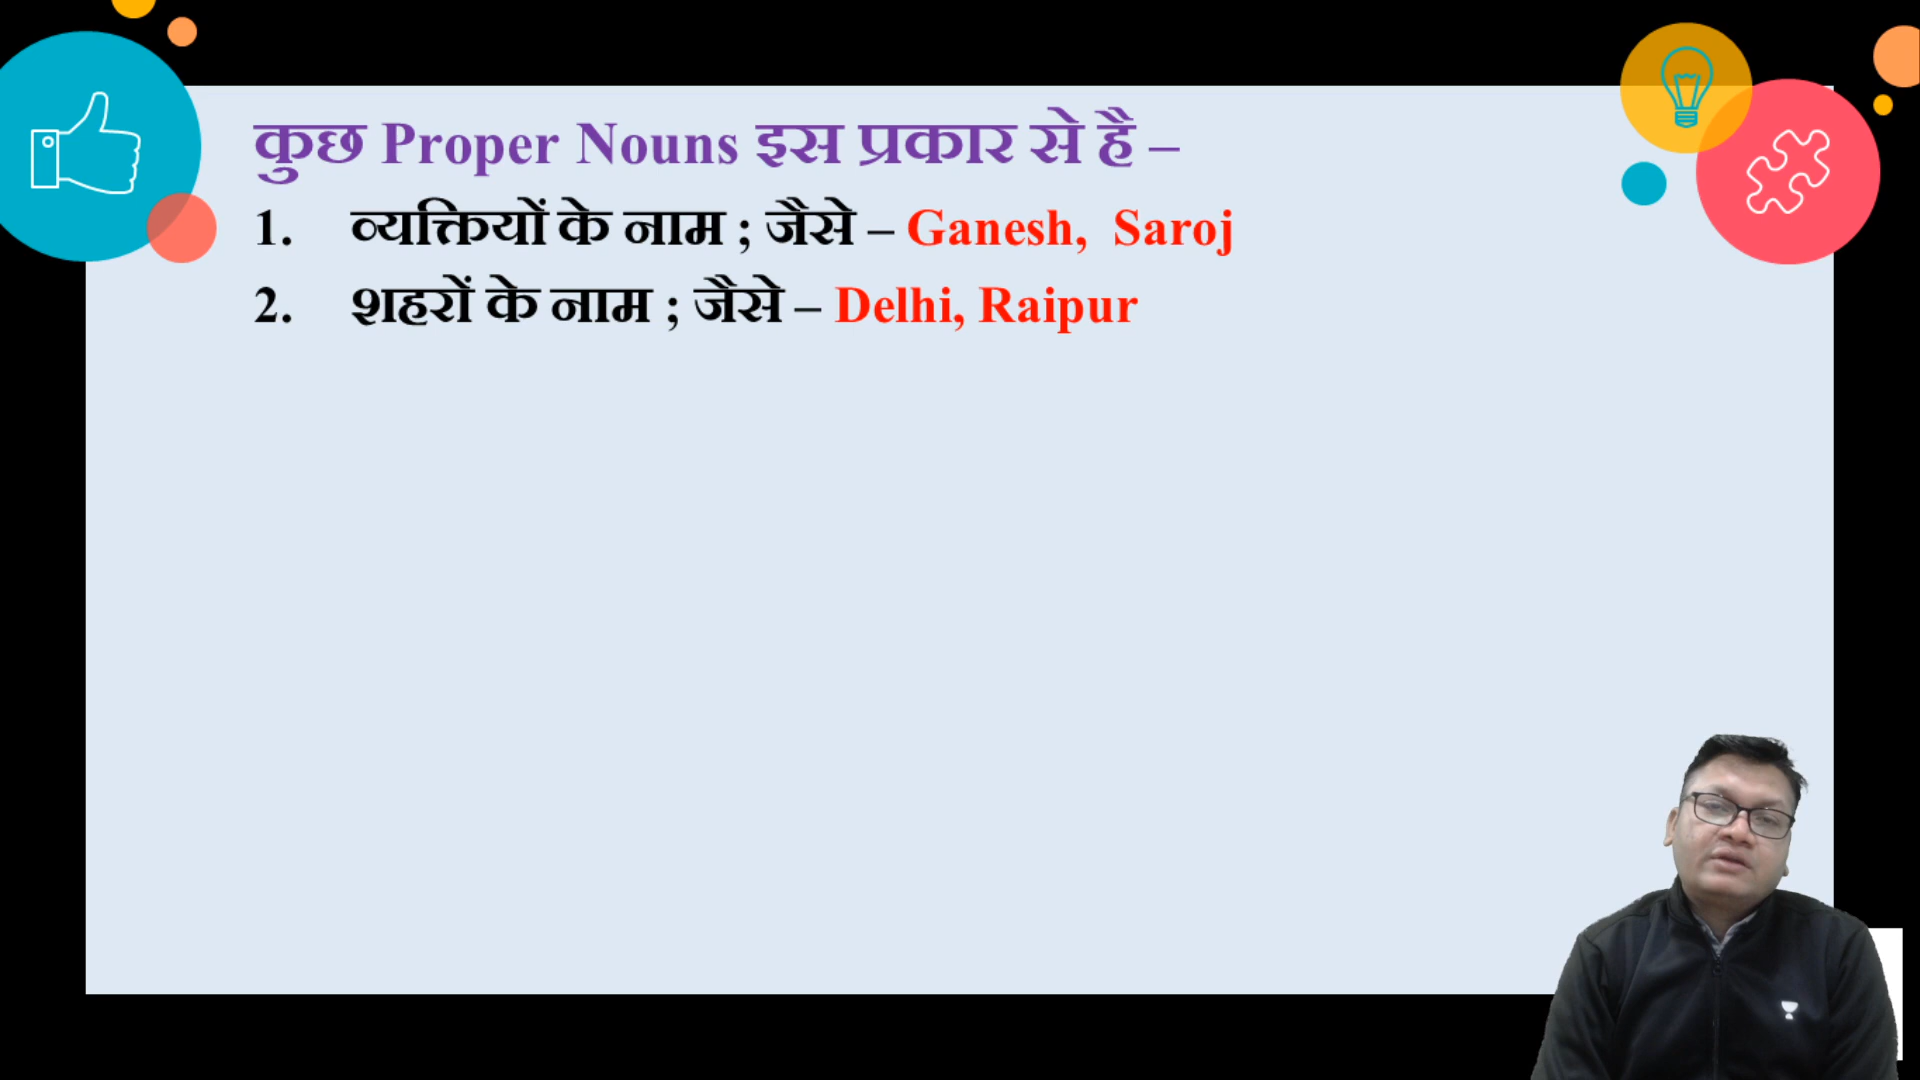 कुछ Proper Nouns इस प्रकार से है –
1. व्यक्तियों के नाम ; जैसे – Ganesh, Saroj
2. शहरों के नाम ; जैसे – Delhi, Raipur